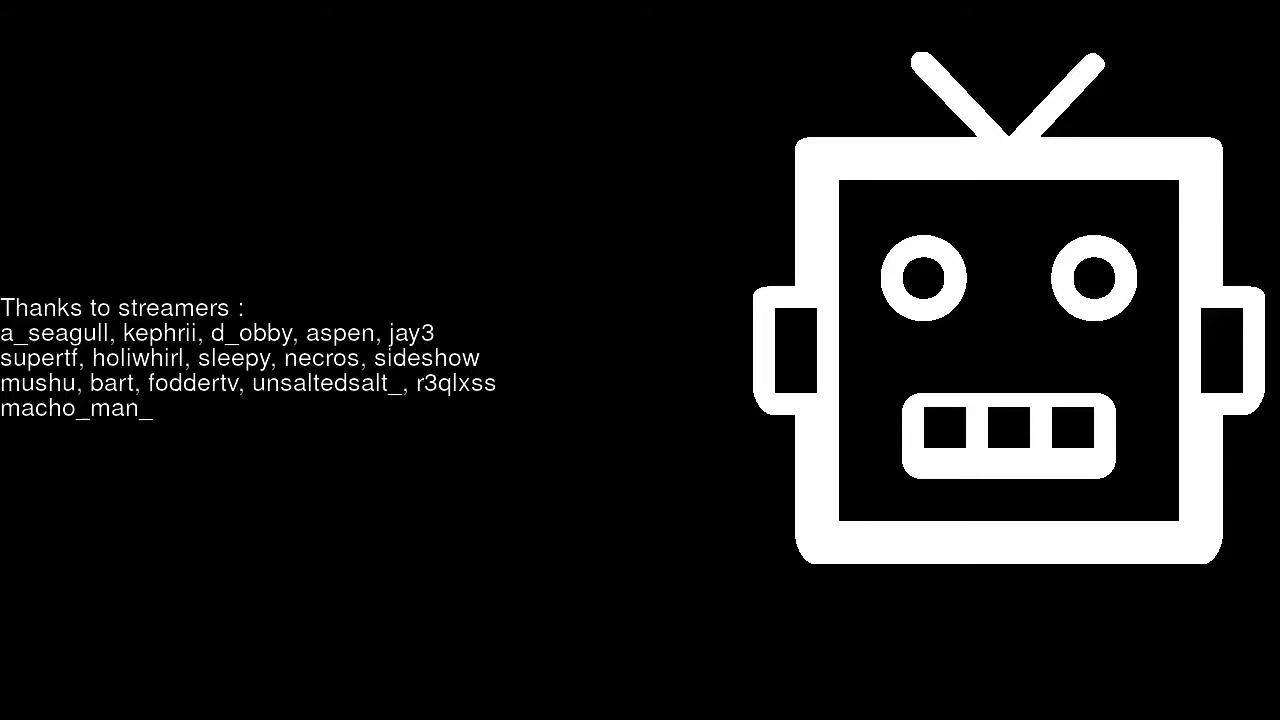 Thanks to streamers :
a_seagull, kephrii, d_obby, aspen, jay3
supertf, holiwhirl, sleepy, necros, sideshow
mushu, bart, foddertv, unsaltedsalt_, r3qlxss
macho_man_